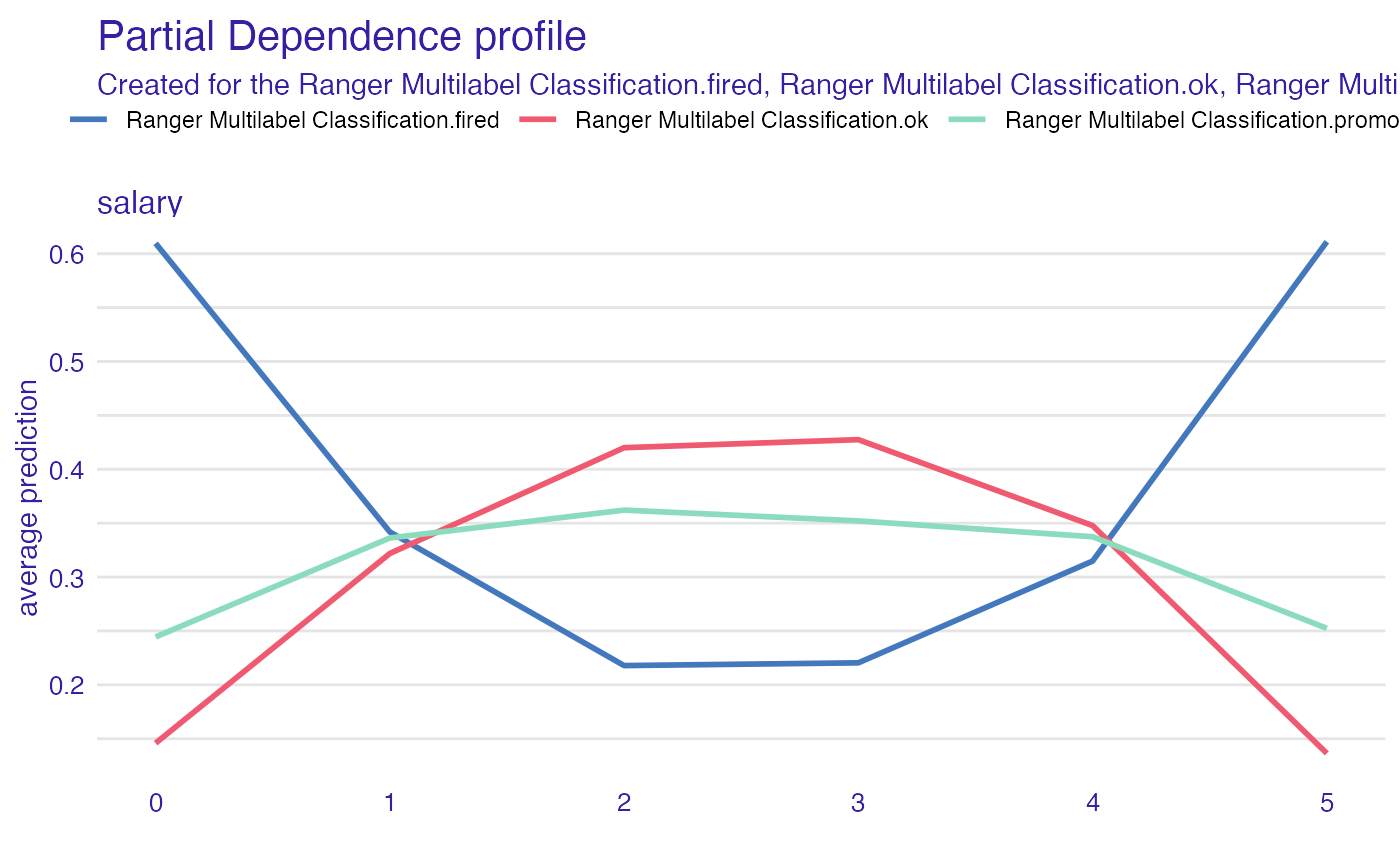 Partial Dependence profile
Created for the Ranger Multilabel Classification.fired, Ranger Multilabel Classification.ok, Ranger Multi
Ranger Multilabel Classification.fired Ranger Multilabel Classification.ok Ranger Multilabel Classification.promo
salary
0.6
0.5
0.4
0.3
0.2
average prediction
0 1 2 3 4 5